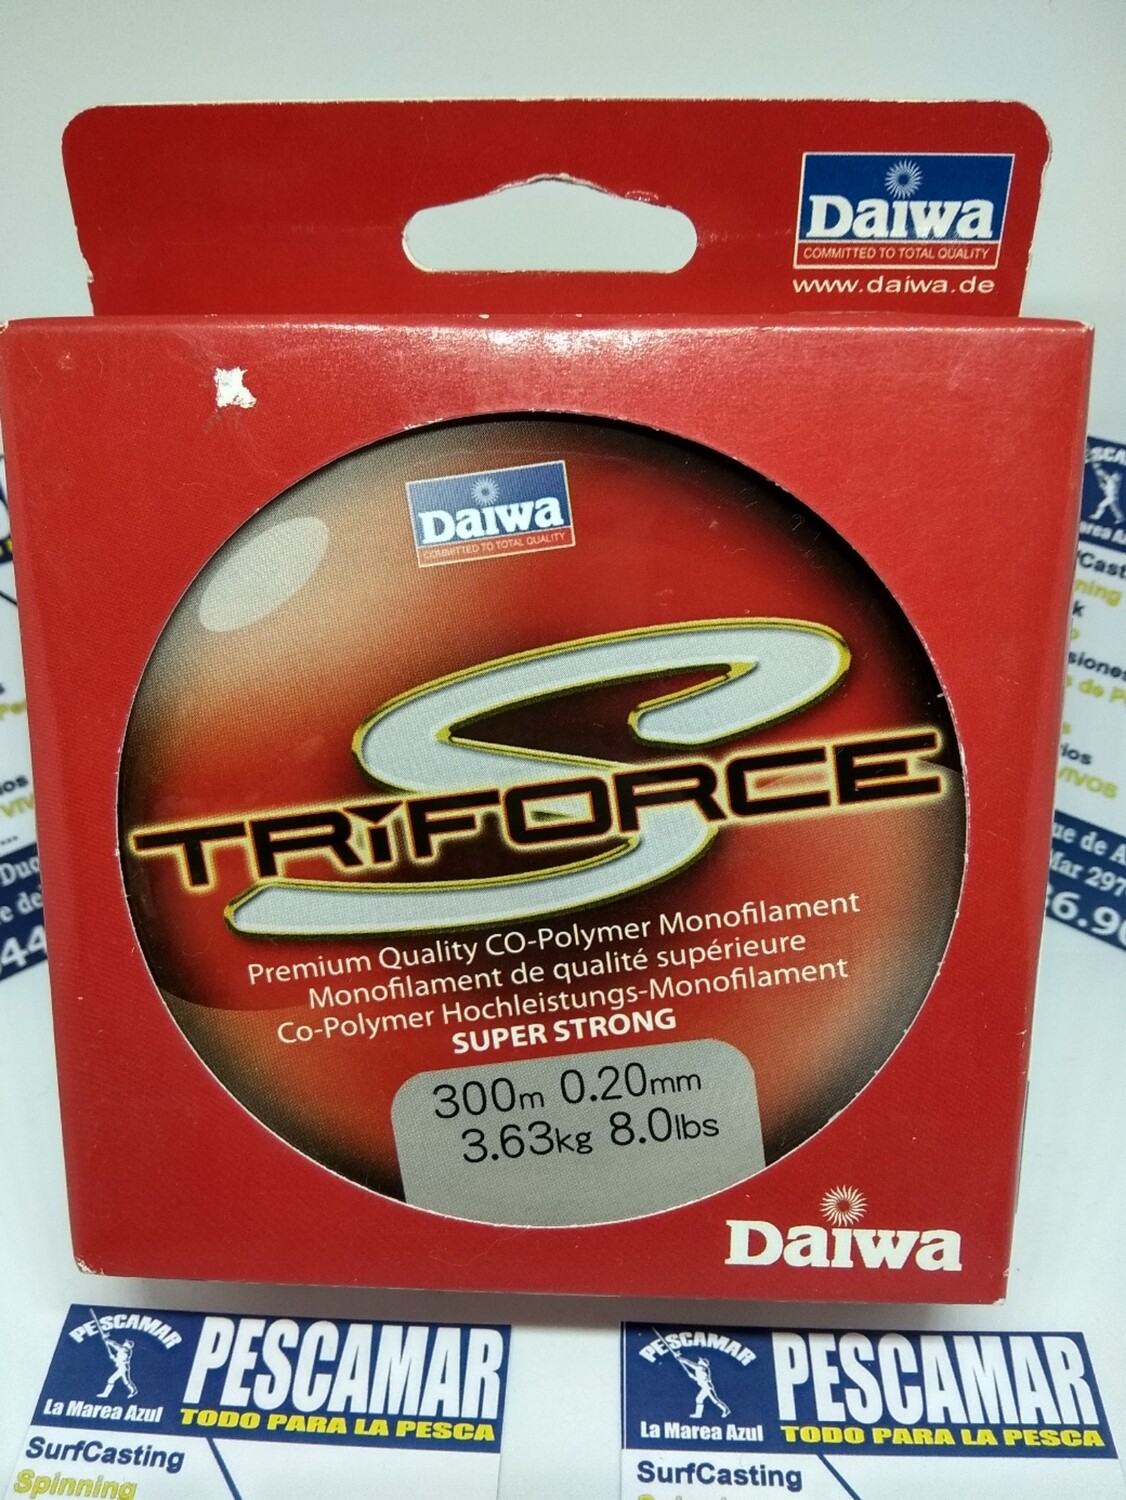 Daiwa
COMMITTED TO TOTAL QUALITY
www.daiwa.de
Daiwa
COMMITTED TO TOTAL QUALITY
S
TRIFORCE
Premium Quality CO-Polymer Monofilament
Monofilament de qualité supérieure
Co-Polymer Hochleistungs-Monofilament
SUPER STRONG
300m 0.20mm
3.63kg 8.0lbs
Daiwa
PESCAMAR
PESCAMAR
La Marea Azul
TODO PARA LA PESCA
SurfCasting
Spinning
PESCAMAR
PESCAMAR
La Marea Azul
TODO PARA LA PESCA
SurfCasting